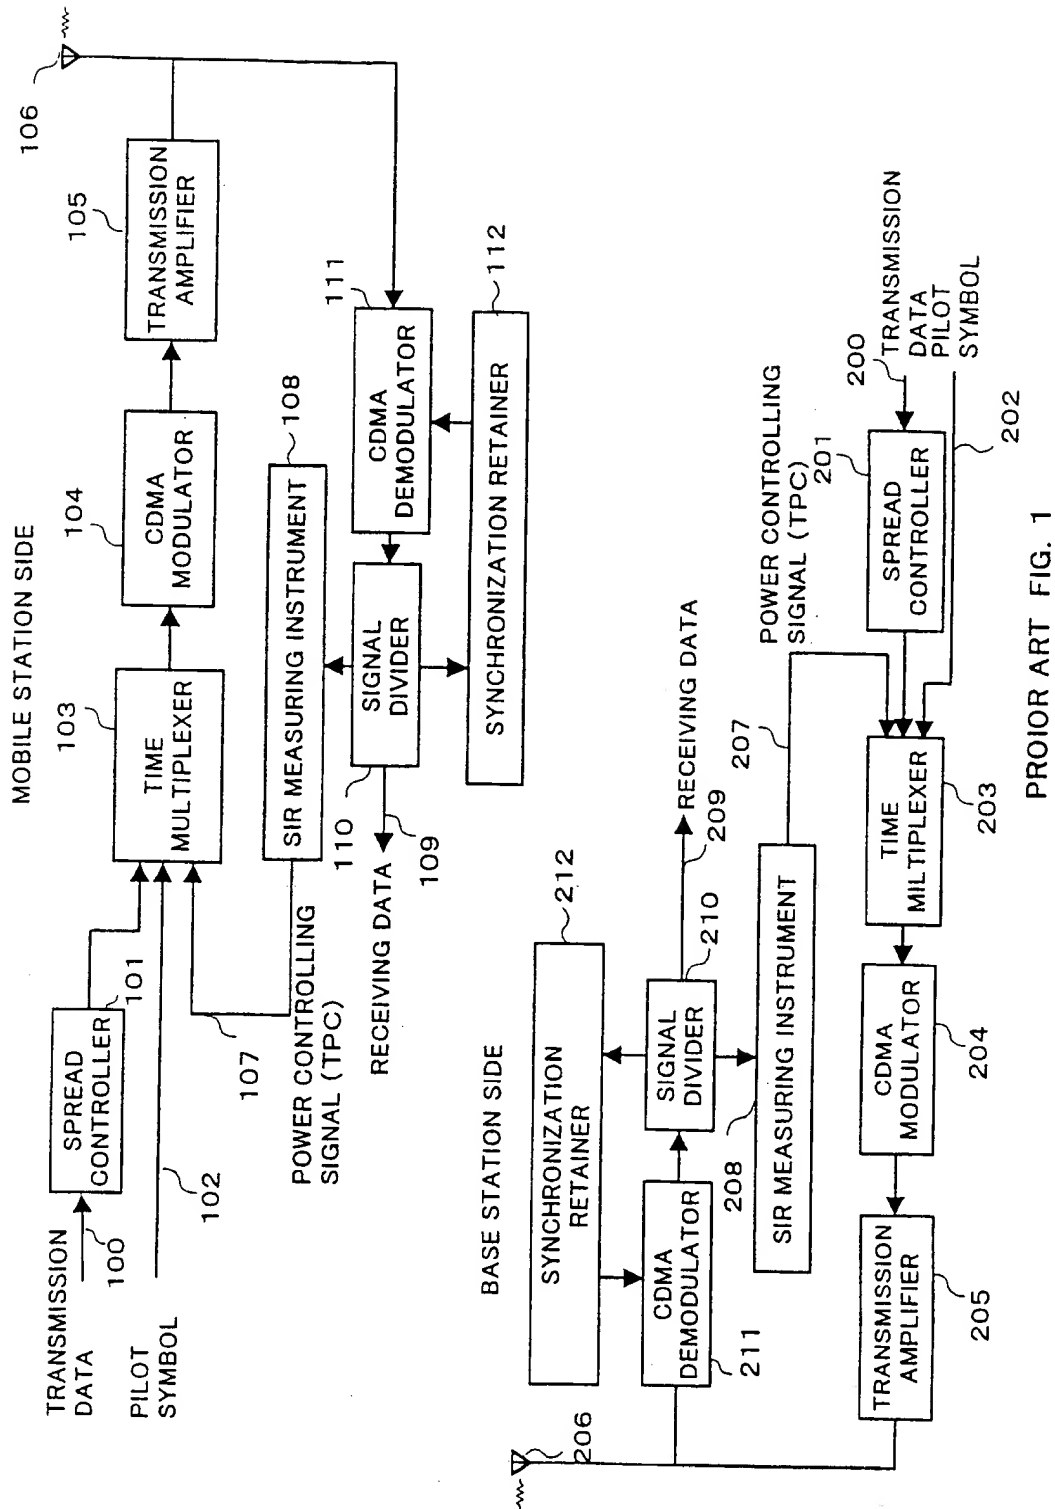 MOBILE STATION SIDE
TRANSMISSION
DATA
100
PILOT
SYMBOL
102
SPREAD
CONTROLLER
101
TIME
MULTIPLEXER
103
CDMA
MODULATOR
104
TRANSMISSION
AMPLIFIER
105
106
107
POWER CONTROLLING
SIGNAL (TPC)
SIR MEASURING INSTRUMENT
108
RECEIVING DATA
109
SIGNAL
DIVIDER
110
CDMA
DEMODULATOR
111
SYNCHRONIZATION RETAINER
112
BASE STATION SIDE
206
SYNCHRONIZATION
RETAINER
212
CDMA
DEMODULATOR
211
SIGNAL
DIVIDER
210
RECEIVING DATA
209
SIR MEASURING INSTRUMENT
208
207
POWER CONTROLLING
SIGNAL (TPC)
TRANSMISSION
AMPLIFIER
205
CDMA
MODULATOR
204
TIME
MILTIPLEXER
203
SPREAD
CONTROLLER
201
200
TRANSMISSION
DATA
PILOT
SYMBOL
202
PROIOR ART FIG. 1